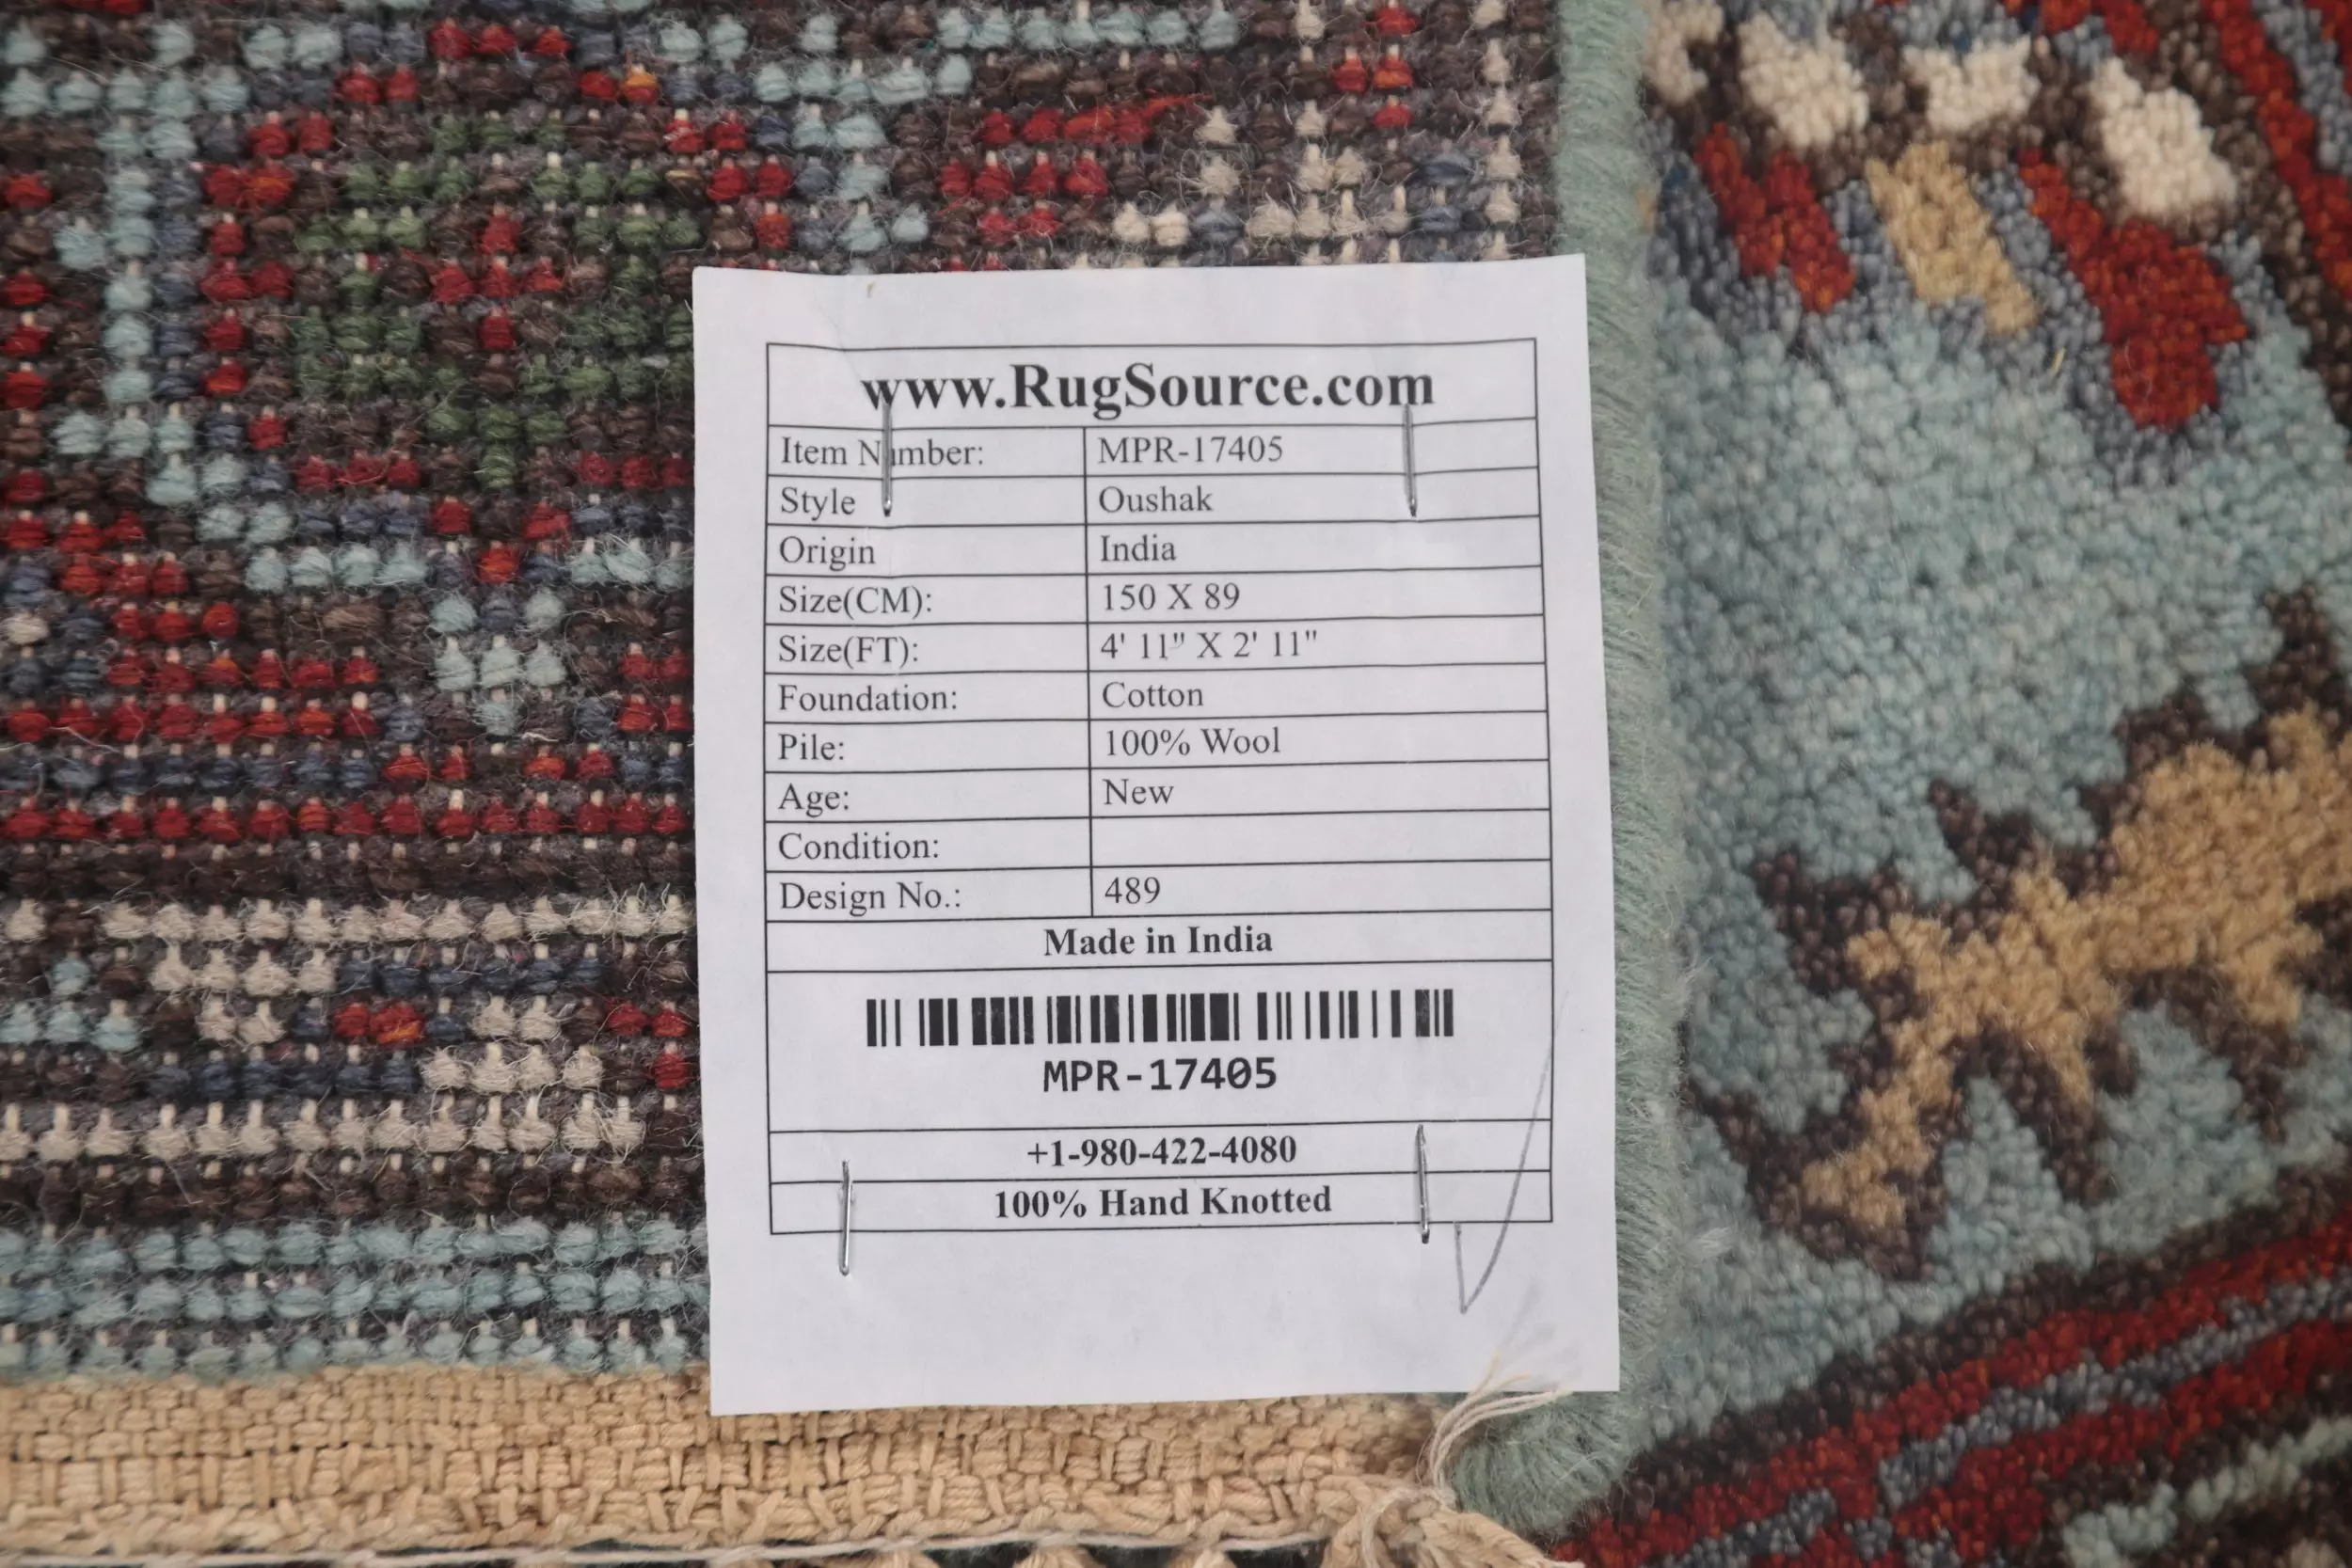 www.RugSource.com
Item Number: MPR-17405
Style Oushak
Origin India
Size(CM): 150 X 89
Size(FT): 4' 11" X 2' 11"
Foundation: Cotton
Pile: 100% Wool
Age: New
Condition:
Design No.: 489
Made in India
MPR-17405
+1-980-422-4080
100% Hand Knotted